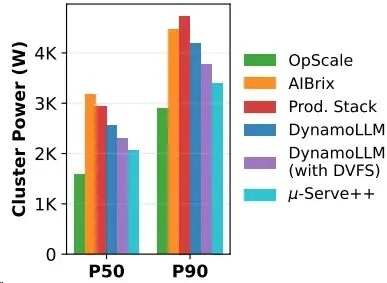 Cluster Power (W)
4K
3K
2K
1K
0
P50
P90
OpScale
AIBrix
Prod. Stack
DynamoLLM
DynamoLLM
(with DVFS)
μ-Serve++